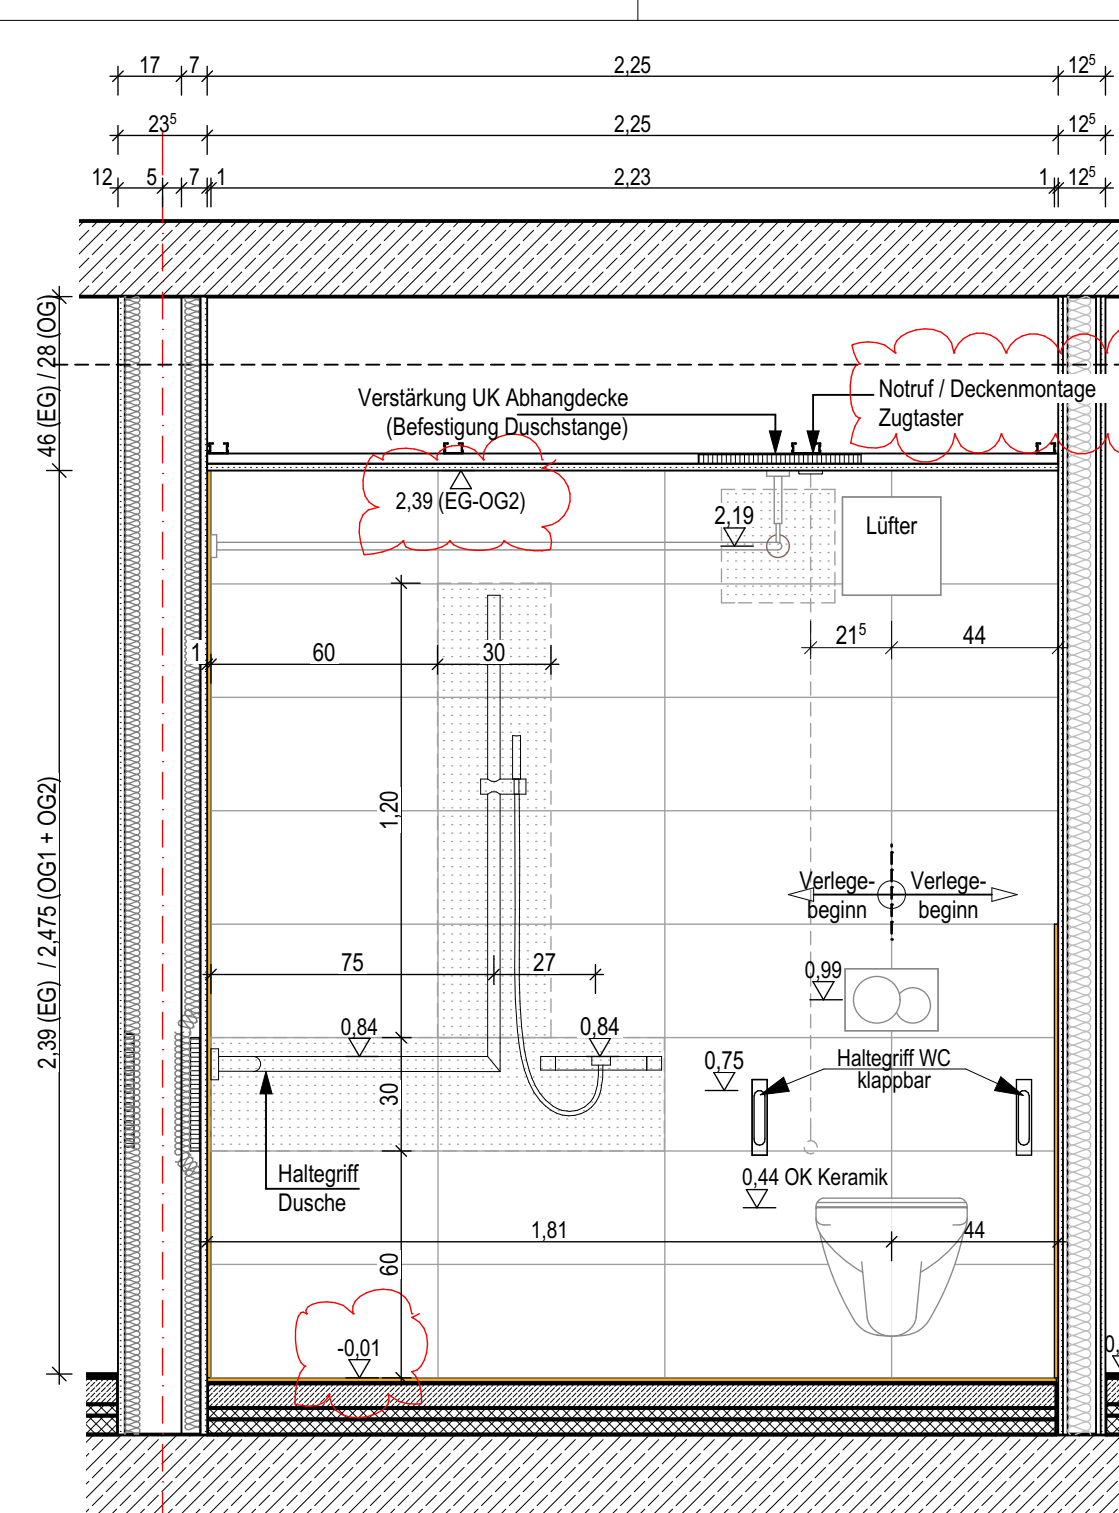 17 7 2,25 12⁵
23⁵ 2,25 12⁵
12 5 7 1 2,23 1 12⁵
46 (EG) / 28 (OG)
Verstärkung UK Abhangdecke
(Befestigung Duschstange)
Notruf / Deckenmontage
Zugtaster
2,39 (EG-OG2)
2,19
Lüfter
21⁵ 44
1 60 30
1,20
2,39 (EG) / 2,475 (OG1 + OG2)
Verlege-
beginn
Verlege-
beginn
75 27
0,99
0,84 0,84
0,75
Haltegriff WC
klappbar
30
Haltegriff
Dusche
0,44 OK Keramik
1,81 44
60
-0,01